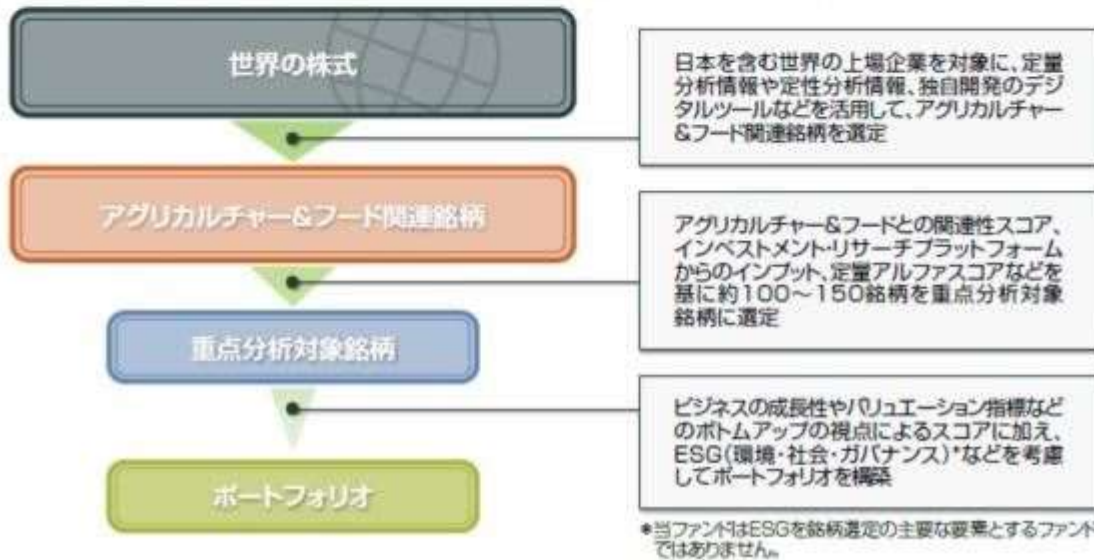 世界の株式
日本を含む世界の上場企業を対象に、定量
分析情報や定性分析情報、独自開発のデジ
タルツールなどを活用して、アグリカルチャー
&フード関連銘柄を選定
アグリカルチャー&フード関連銘柄
アグリカルチャー&フードとの関連性スコア、
インベストメント・リサーチプラットフォーム
からのインプット、定量アルファスコアなどを
基に約100～150銘柄を重点分析対象
銘柄に選定
重点分析対象銘柄
ビジネスの成長性やバリュエーション指標など
のボトムアップの視点によるスコアに加え、
ESG(環境・社会・ガバナンス)*などを考慮
してポートフォリオを構築
ポートフォリオ
*当ファンドはESGを銘柄選定の主要な要素とするファンド
ではありません。